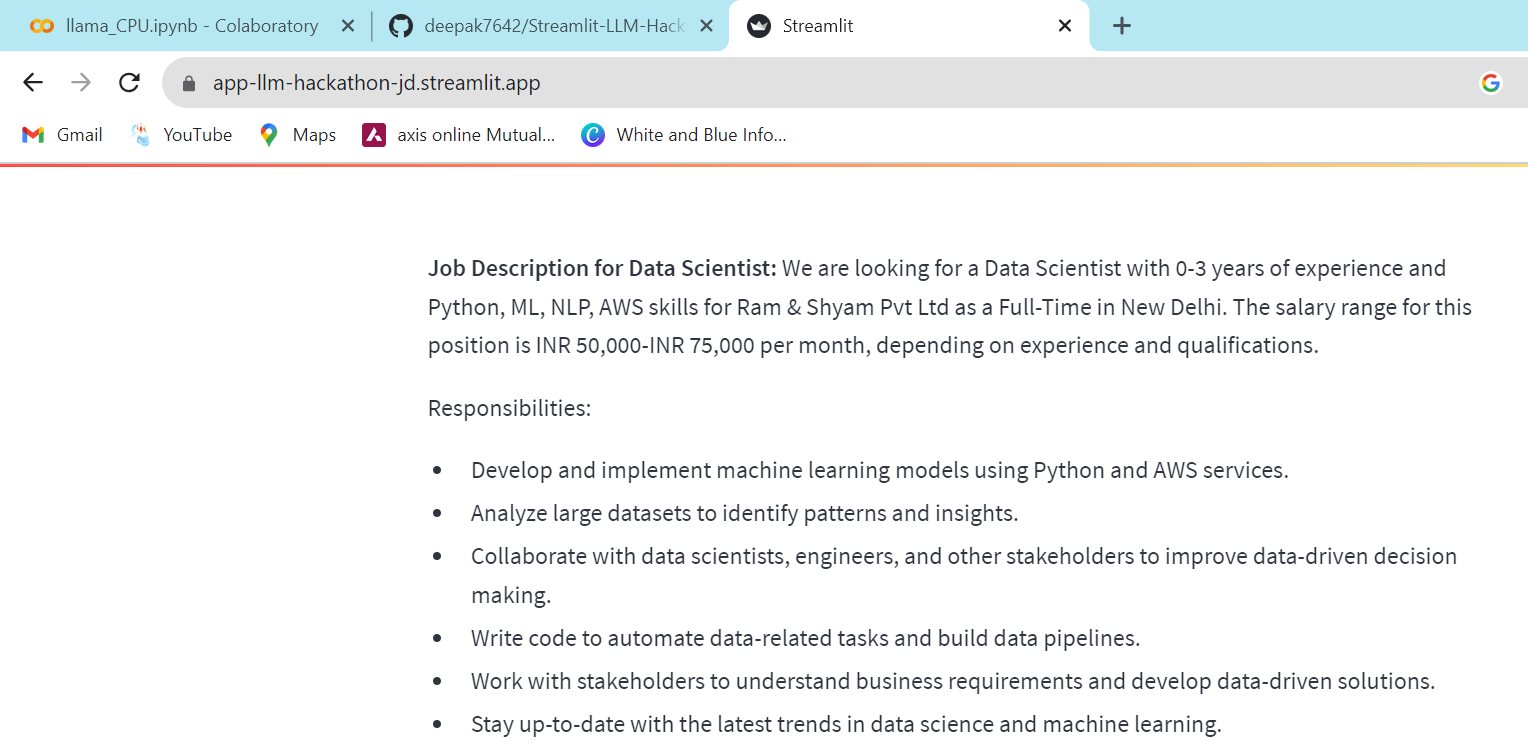 llama_CPU.ipynb - Colaboratory
deepak7642/Streamlit-LLM-Hack
Streamlit
app-llm-hackathon-jd.streamlit.app
Gmail
YouTube
Maps
axis online Mutual...
White and Blue Info...
Job Description for Data Scientist: We are looking for a Data Scientist with 0-3 years of experience and
Python, ML, NLP, AWS skills for Ram & Shyam Pvt Ltd as a Full-Time in New Delhi. The salary range for this
position is INR 50,000-INR 75,000 per month, depending on experience and qualifications.
Responsibilities:
• Develop and implement machine learning models using Python and AWS services.
• Analyze large datasets to identify patterns and insights.
• Collaborate with data scientists, engineers, and other stakeholders to improve data-driven decision
making.
• Write code to automate data-related tasks and build data pipelines.
• Work with stakeholders to understand business requirements and develop data-driven solutions.
• Stay up-to-date with the latest trends in data science and machine learning.